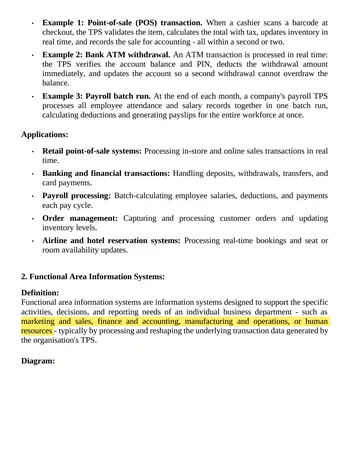 • Example 1: Point-of-sale (POS) transaction. When a cashier scans a barcode at
checkout, the TPS validates the item, calculates the total with tax, updates inventory in
real time, and records the sale for accounting - all within a second or two.
• Example 2: Bank ATM withdrawal. An ATM transaction is processed in real time:
the TPS verifies the account balance and PIN, deducts the withdrawal amount
immediately, and updates the account so a second withdrawal cannot overdraw the
balance.
• Example 3: Payroll batch run. At the end of each month, a company's payroll TPS
processes all employee attendance and salary records together in one batch run,
calculating deductions and generating payslips for the entire workforce at once.
Applications:
• Retail point-of-sale systems: Processing in-store and online sales transactions in real
time.
• Banking and financial transactions: Handling deposits, withdrawals, transfers, and
card payments.
• Payroll processing: Batch-calculating employee salaries, deductions, and payments
each pay cycle.
• Order management: Capturing and processing customer orders and updating
inventory levels.
• Airline and hotel reservation systems: Processing real-time bookings and seat or
room availability updates.
2. Functional Area Information Systems:
Definition:
Functional area information systems are information systems designed to support the specific
activities, decisions, and reporting needs of an individual business department - such as
marketing and sales, finance and accounting, manufacturing and operations, or human
resources - typically by processing and reshaping the underlying transaction data generated by
the organisation's TPS.
Diagram: